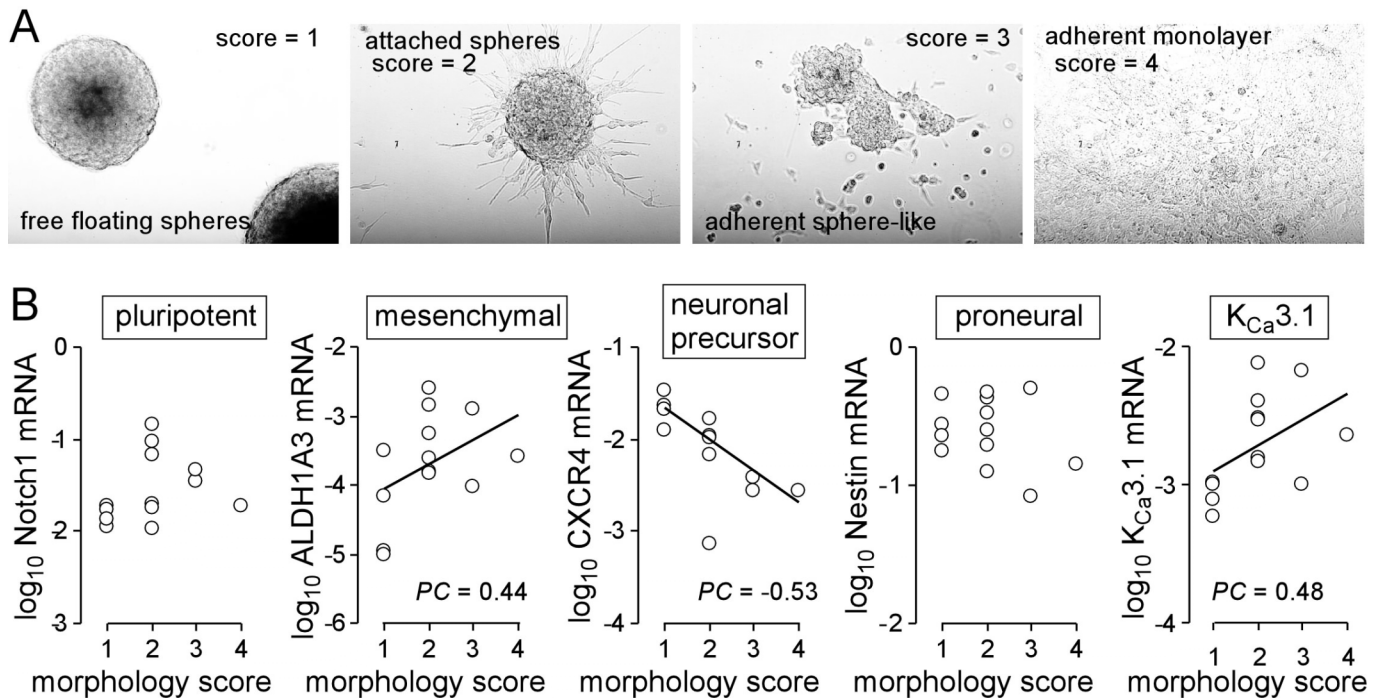 A
score = 1
free floating spheres
attached spheres
score = 2
score = 3
adherent sphere-like
adherent monolayer
score = 4
B
pluripotent
log10 Notch1 mRNA
0
-1
-2
-3
1 2 3 4
morphology score
mesenchymal
log10 ALDH1A3 mRNA
-2
-3
-4
-5
-6
PC = 0.44
1 2 3 4
morphology score
neuronal
precursor
log10 CXCR4 mRNA
-1
-2
-3
-4
PC = -0.53
1 2 3 4
morphology score
proneural
log10 Nestin mRNA
0
-1
-2
1 2 3 4
morphology score
KCa3.1
log10 KCa3.1 mRNA
-2
-3
-4
PC = 0.48
1 2 3 4
morphology score